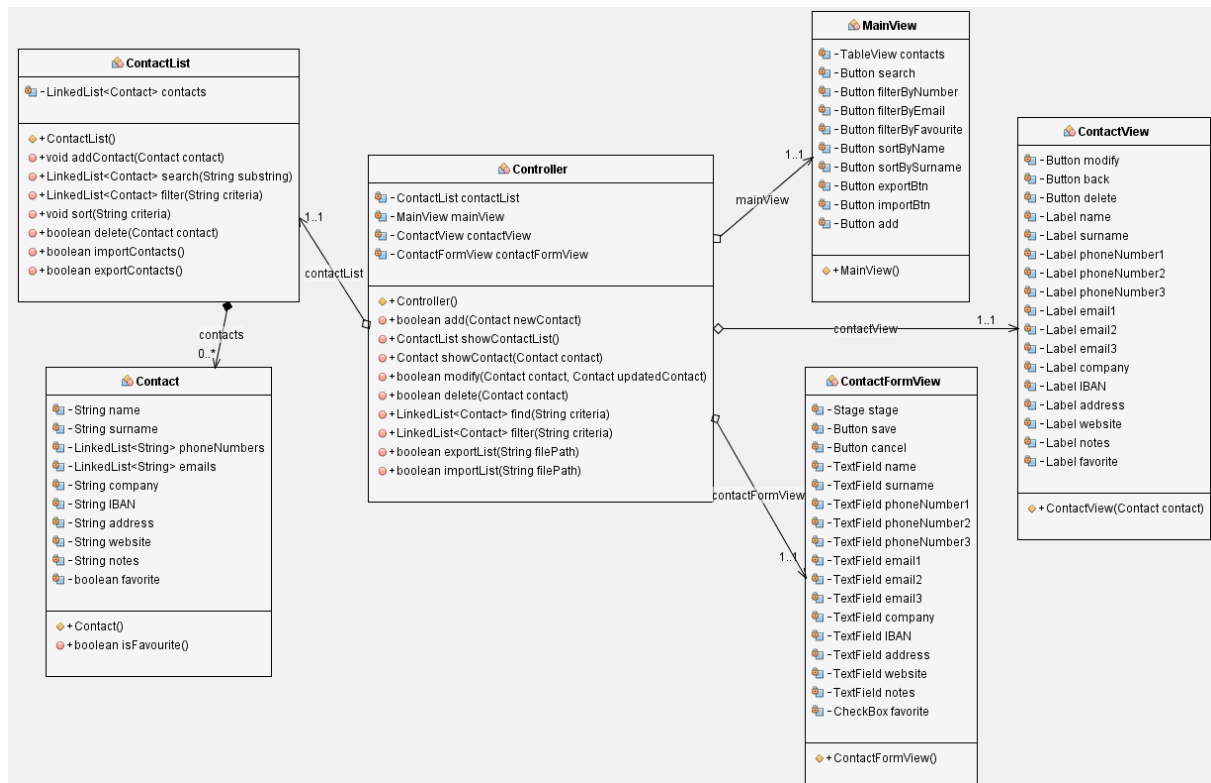 ContactList
- LinkedList<Contact> contacts
+ ContactList()
+ void addContact(Contact contact)
+ LinkedList<Contact> search(String substring)
+ LinkedList<Contact> filter(String criteria)
+ void sort(String criteria)
+ boolean delete(Contact contact)
+ boolean importContacts()
+ boolean exportContacts()
1..1
contactList
contacts
0..*
Contact
- String name
- String surname
- LinkedList<String> phoneNumbers
- LinkedList<String> emails
- String company
- String IBAN
- String address
- String website
- String notes
- boolean favorite
+ Contact()
+ boolean isFavourite()
Controller
- ContactList contactList
- MainView mainView
- ContactView contactView
- ContactFormView contactFormView
+ Controller()
+ boolean add(Contact newContact)
+ ContactList showContactList()
+ Contact showContact(Contact contact)
+ boolean modify(Contact contact, Contact updatedContact)
+ boolean delete(Contact contact)
+ LinkedList<Contact> find(String criteria)
+ LinkedList<Contact> filter(String criteria)
+ boolean exportList(String filePath)
+ boolean importList(String filePath)
1..1
mainView
contactView
1..1
contactFormView
1..1
MainView
- TableView contacts
- Button search
- Button filterByNumber
- Button filterByEmail
- Button filterByFavourite
- Button sortByName
- Button sortBySurname
- Button exportBtn
- Button importBtn
- Button add
+ MainView()
ContactFormView
- Stage stage
- Button save
- Button cancel
- TextField name
- TextField surname
- TextField phoneNumber1
- TextField phoneNumber2
- TextField phoneNumber3
- TextField email1
- TextField email2
- TextField email3
- TextField company
- TextField IBAN
- TextField address
- TextField website
- TextField notes
- CheckBox favorite
+ ContactFormView()
ContactView
- Button modify
- Button back
- Button delete
- Label name
- Label surname
- Label phoneNumber1
- Label phoneNumber2
- Label phoneNumber3
- Label email1
- Label email2
- Label email3
- Label company
- Label IBAN
- Label address
- Label website
- Label notes
- Label favorite
+ ContactView(Contact contact)